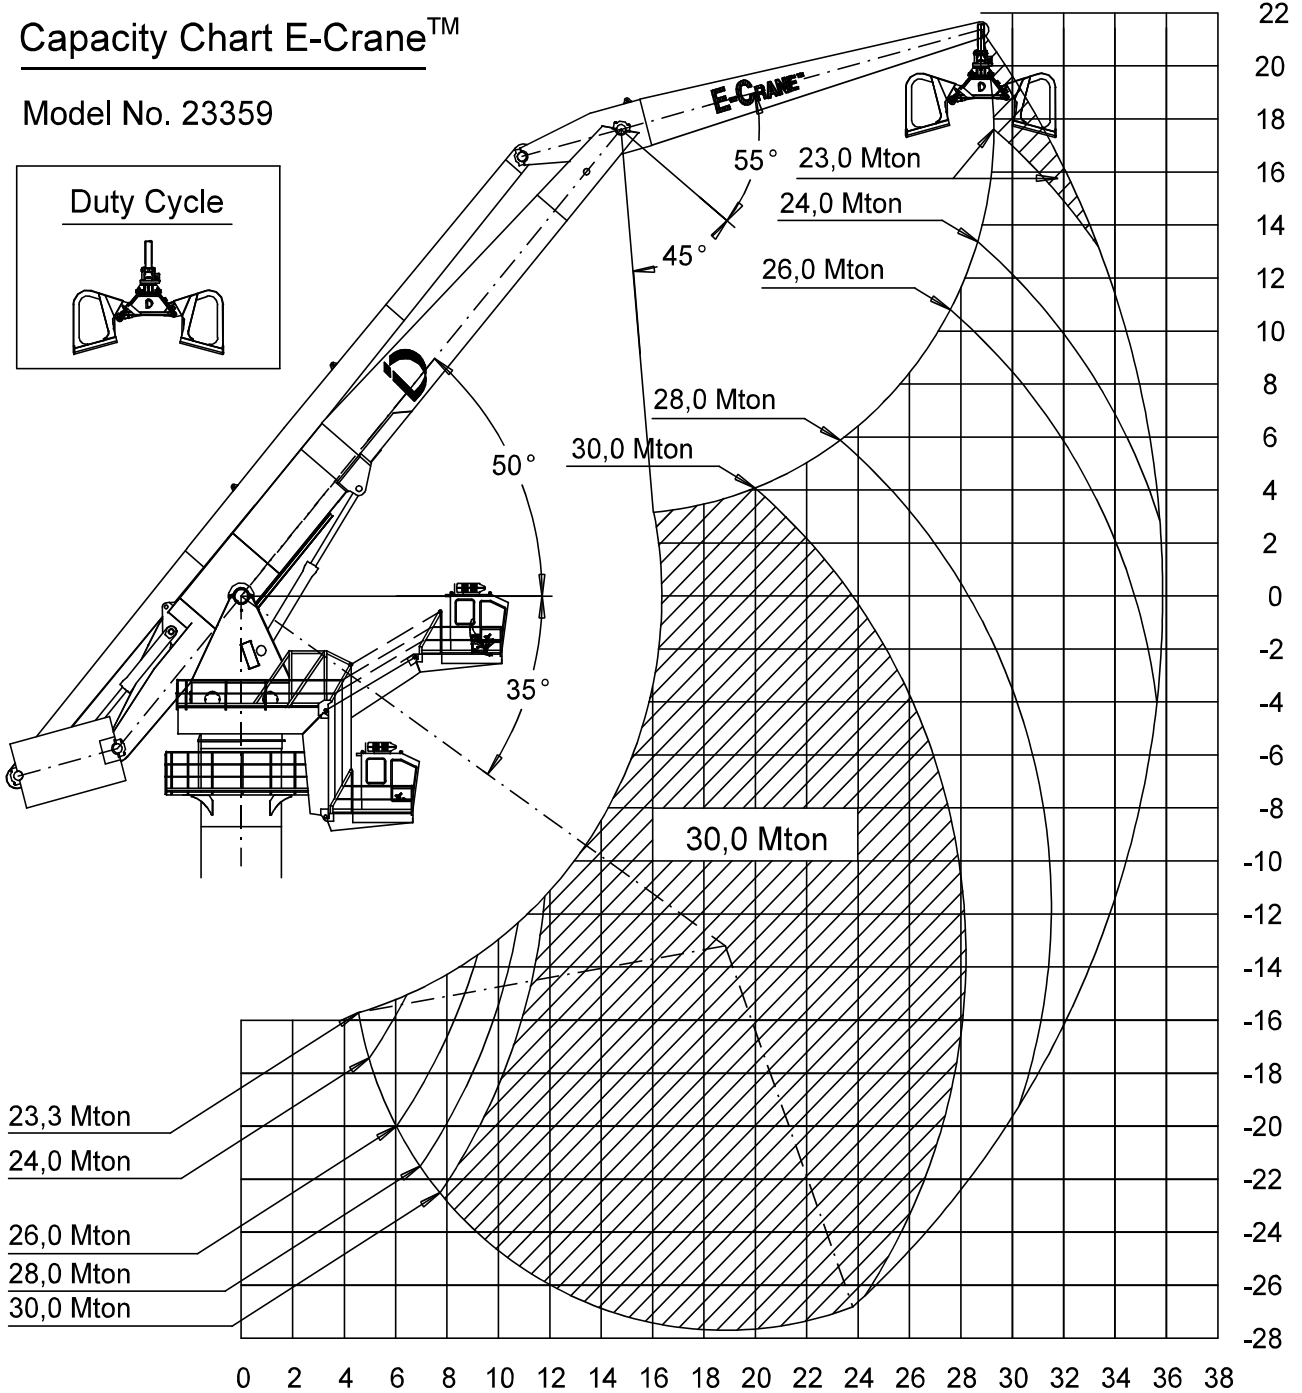 Capacity Chart E-Crane™
Model No. 23359
Duty Cycle
D
E-CRANE™
D
D
55°
45°
50°
35°
23,0 Mton
24,0 Mton
26,0 Mton
28,0 Mton
30,0 Mton
30,0 Mton
23,3 Mton
24,0 Mton
26,0 Mton
28,0 Mton
30,0 Mton
22
20
18
16
14
12
10
8
6
4
2
0
-2
-4
-6
-8
-10
-12
-14
-16
-18
-20
-22
-24
-26
-28
0 2 4 6 8 10 12 14 16 18 20 22 24 26 28 30 32 34 36 38